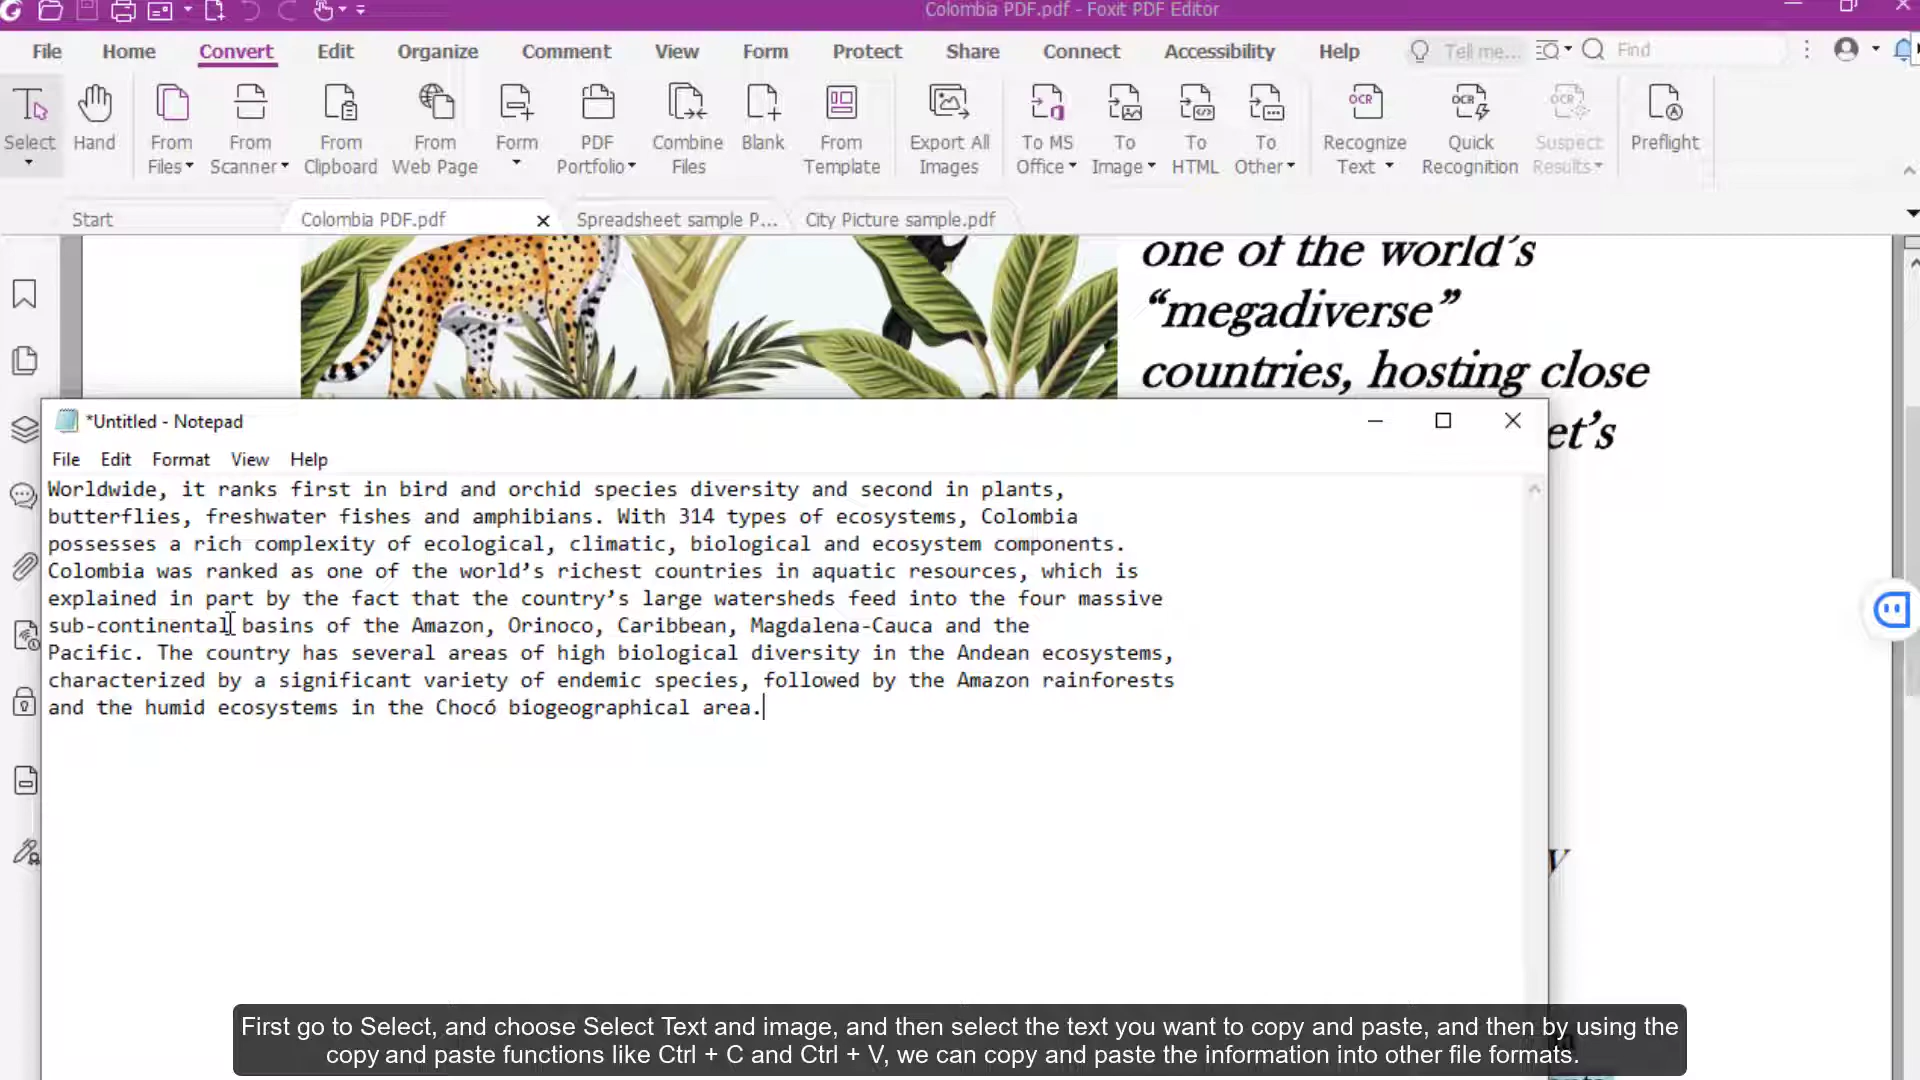 Colombia PDF.pdf - Foxit PDF Editor
File Home Convert Edit Organize Comment View Form Protect Share Connect Accessibility Help Tell me... Find
Select Hand From Files From Scanner From Clipboard From Web Page Form PDF Portfolio Combine Files Blank From Template Export All Images To MS Office To Image To HTML To Other Recognize Text Quick Recognition Suspect Results Preflight
Start Colombia PDF.pdf Spreadsheet sample P... City Picture sample.pdf
one of the world’s
“megadiverse”
countries, hosting close
et’s
*Untitled - Notepad
File Edit Format View Help
Worldwide, it ranks first in bird and orchid species diversity and second in plants,
butterflies, freshwater fishes and amphibians. With 314 types of ecosystems, Colombia
possesses a rich complexity of ecological, climatic, biological and ecosystem components.
Colombia was ranked as one of the world’s richest countries in aquatic resources, which is
explained in part by the fact that the country’s large watersheds feed into the four massive
sub-continental basins of the Amazon, Orinoco, Caribbean, Magdalena-Cauca and the
Pacific. The country has several areas of high biological diversity in the Andean ecosystems,
characterized by a significant variety of endemic species, followed by the Amazon rainforests
and the humid ecosystems in the Chocó biogeographical area.
First go to Select, and choose Select Text and image, and then select the text you want to copy and paste, and then by using the
copy and paste functions like Ctrl + C and Ctrl + V, we can copy and paste the information into other file formats.